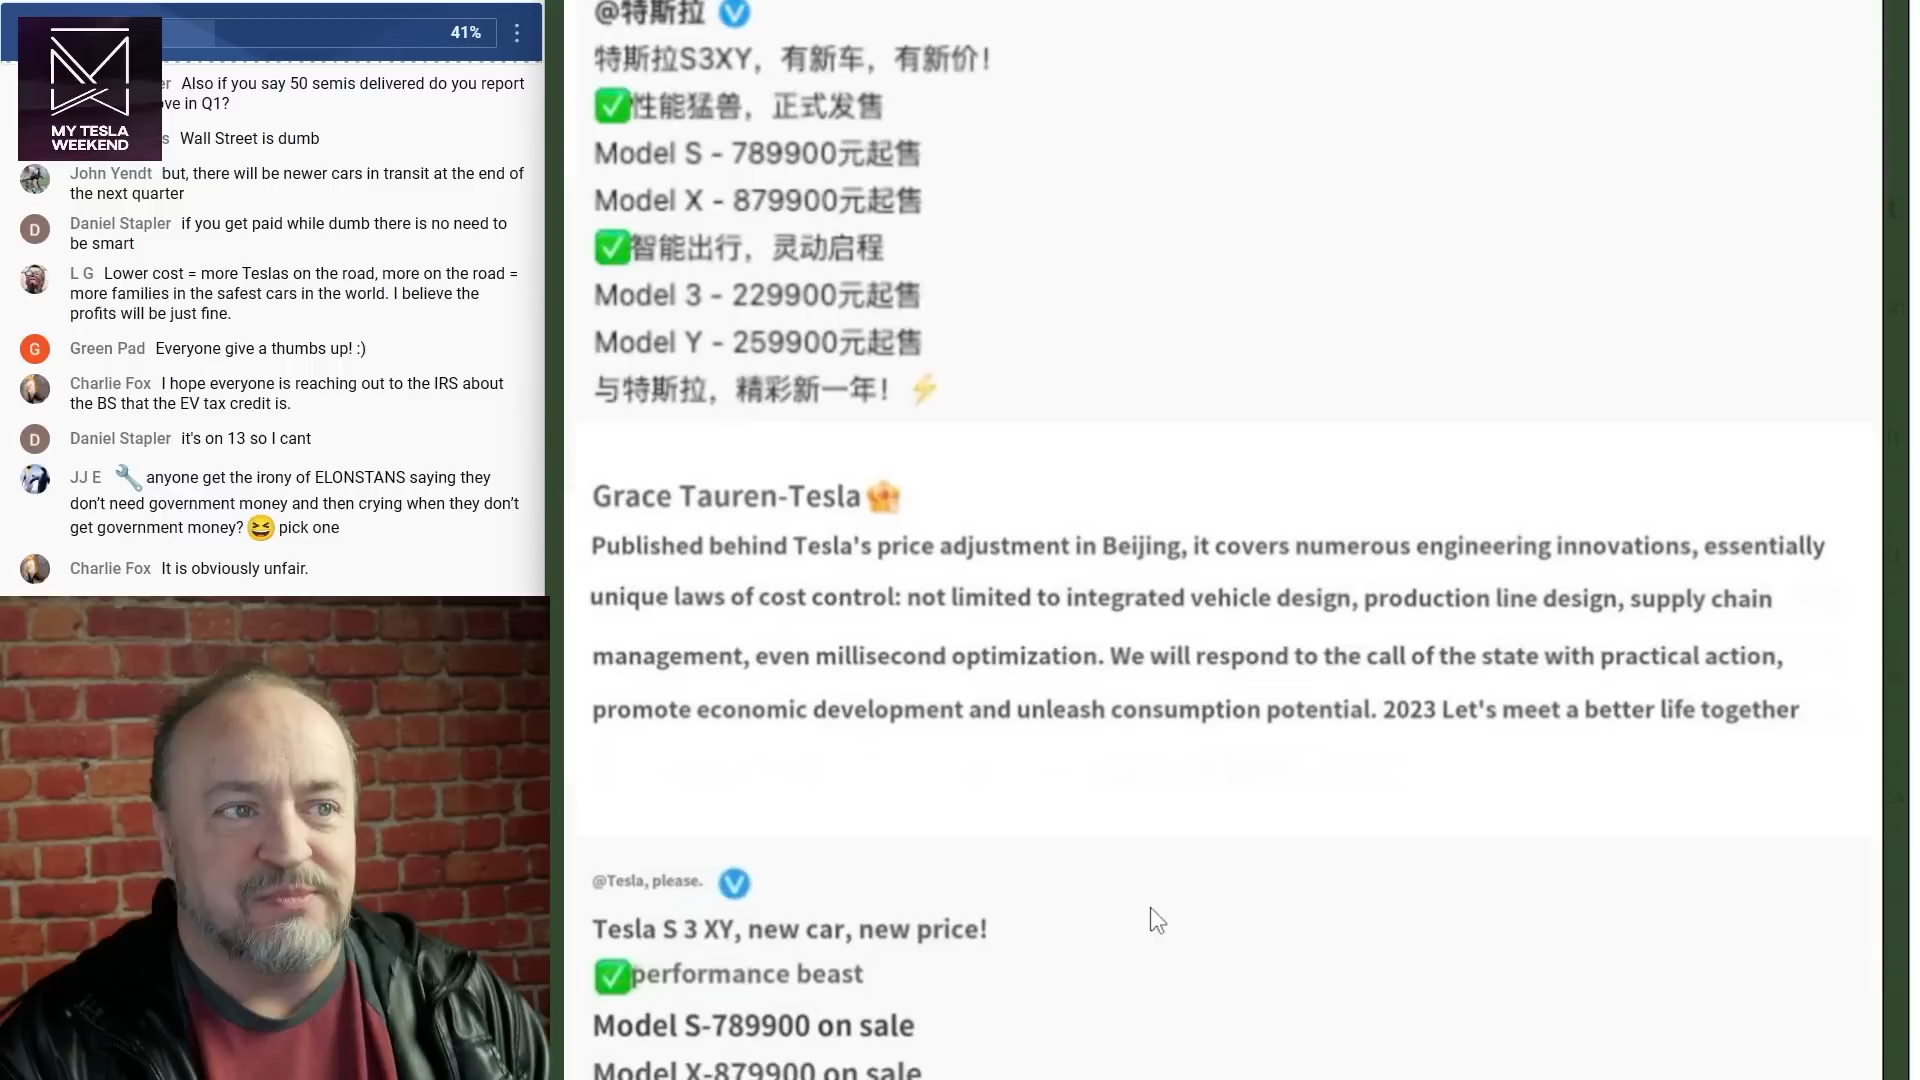 41%
MY TESLA
WEEKEND
er Also if you say 50 semis delivered do you report
ove in Q1?
s Wall Street is dumb
John Yendt but, there will be newer cars in transit at the end of
the next quarter
Daniel Stapler if you get paid while dumb there is no need to
be smart
L G Lower cost = more Teslas on the road, more on the road =
more families in the safest cars in the world. I believe the
profits will be just fine.
Green Pad Everyone give a thumbs up! :)
Charlie Fox I hope everyone is reaching out to the IRS about
the BS that the EV tax credit is.
Daniel Stapler it's on 13 so I cant
JJ E anyone get the irony of ELONSTANS saying they
don’t need government money and then crying when they don’t
get government money? 😆 pick one
Charlie Fox It is obviously unfair.
@特斯拉
特斯拉S3XY，有新车，有新价！
✅性能猛兽，正式发售
Model S - 789900元起售
Model X - 879900元起售
✅智能出行，灵动启程
Model 3 - 229900元起售
Model Y - 259900元起售
与特斯拉，精彩新一年！⚡
Grace Tauren-Tesla
Published behind Tesla's price adjustment in Beijing, it covers numerous engineering innovations, essentially
unique laws of cost control: not limited to integrated vehicle design, production line design, supply chain
management, even millisecond optimization. We will respond to the call of the state with practical action,
promote economic development and unleash consumption potential. 2023 Let's meet a better life together
@Tesla, please.
Tesla S 3 XY, new car, new price!
✅performance beast
Model S-789900 on sale
Model X-879900 on sale